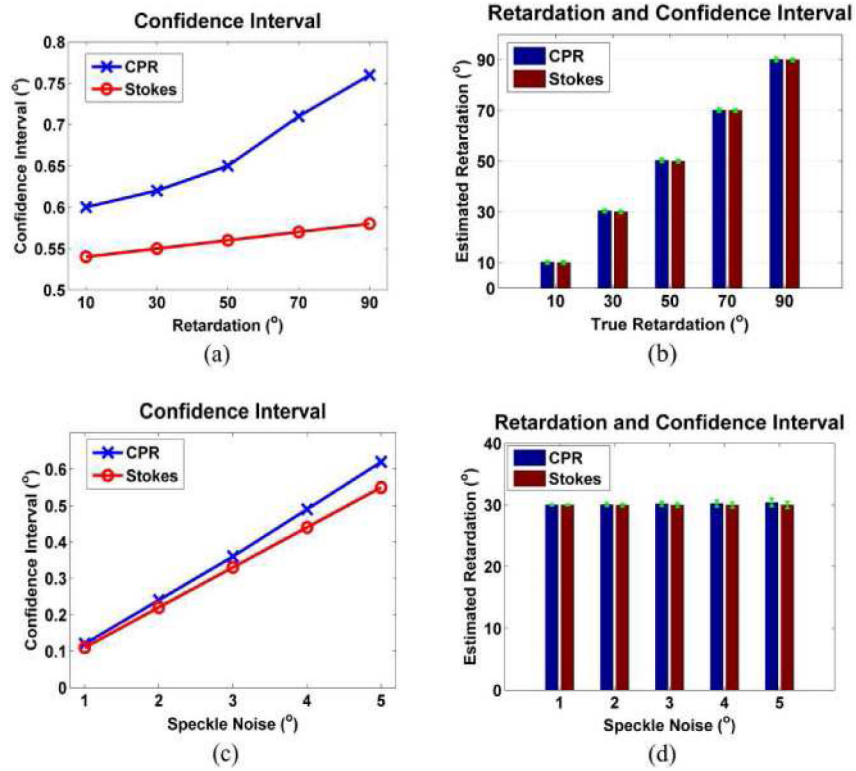 Confidence Interval
0.8
0.75
0.7
0.65
0.6
0.55
0.5
Confidence Interval (°)
CPR
Stokes
10 30 50 70 90
Retardation (°)
(a)
Retardation and Confidence Interval
90
70
50
30
10
0
Estimated Retardation (°)
CPR
Stokes
10 30 50 70 90
True Retardation (°)
(b)
Confidence Interval
0.6
0.5
0.4
0.3
0.2
0.1
0
Confidence Interval (°)
CPR
Stokes
1 2 3 4 5
Speckle Noise (°)
(c)
Retardation and Confidence Interval
40
30
20
10
0
Estimated Retardation (°)
CPR
Stokes
1 2 3 4 5
Speckle Noise (°)
(d)